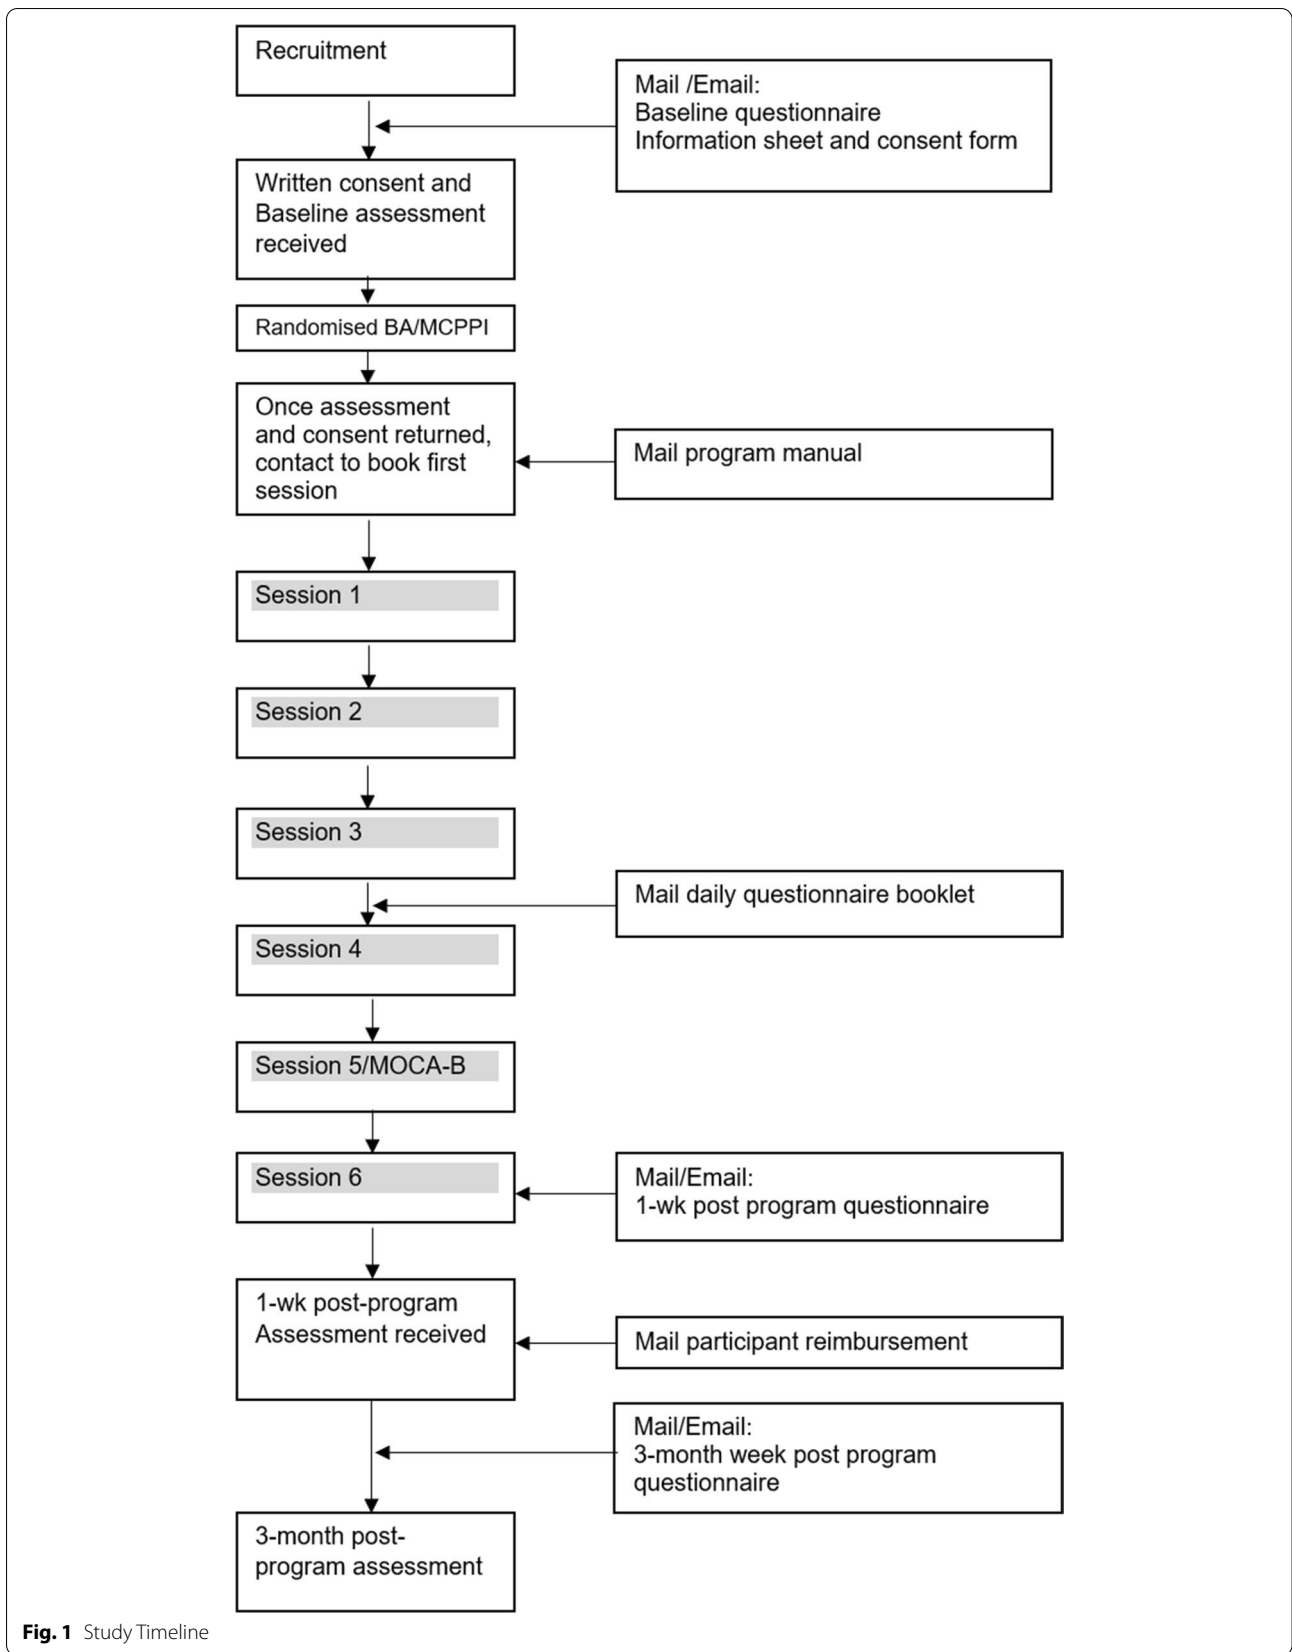 Recruitment
Mail /Email:
Baseline questionnaire
Information sheet and consent form
Written consent and
Baseline assessment
received
Randomised BA/MCPPI
Once assessment
and consent returned,
contact to book first
session
Mail program manual
Session 1
Session 2
Session 3
Mail daily questionnaire booklet
Session 4
Session 5/MOCA-B
Session 6
Mail/Email:
1-wk post program questionnaire
1-wk post-program
Assessment received
Mail participant reimbursement
Mail/Email:
3-month week post program
questionnaire
3-month post-
program assessment
Fig. 1 Study Timeline